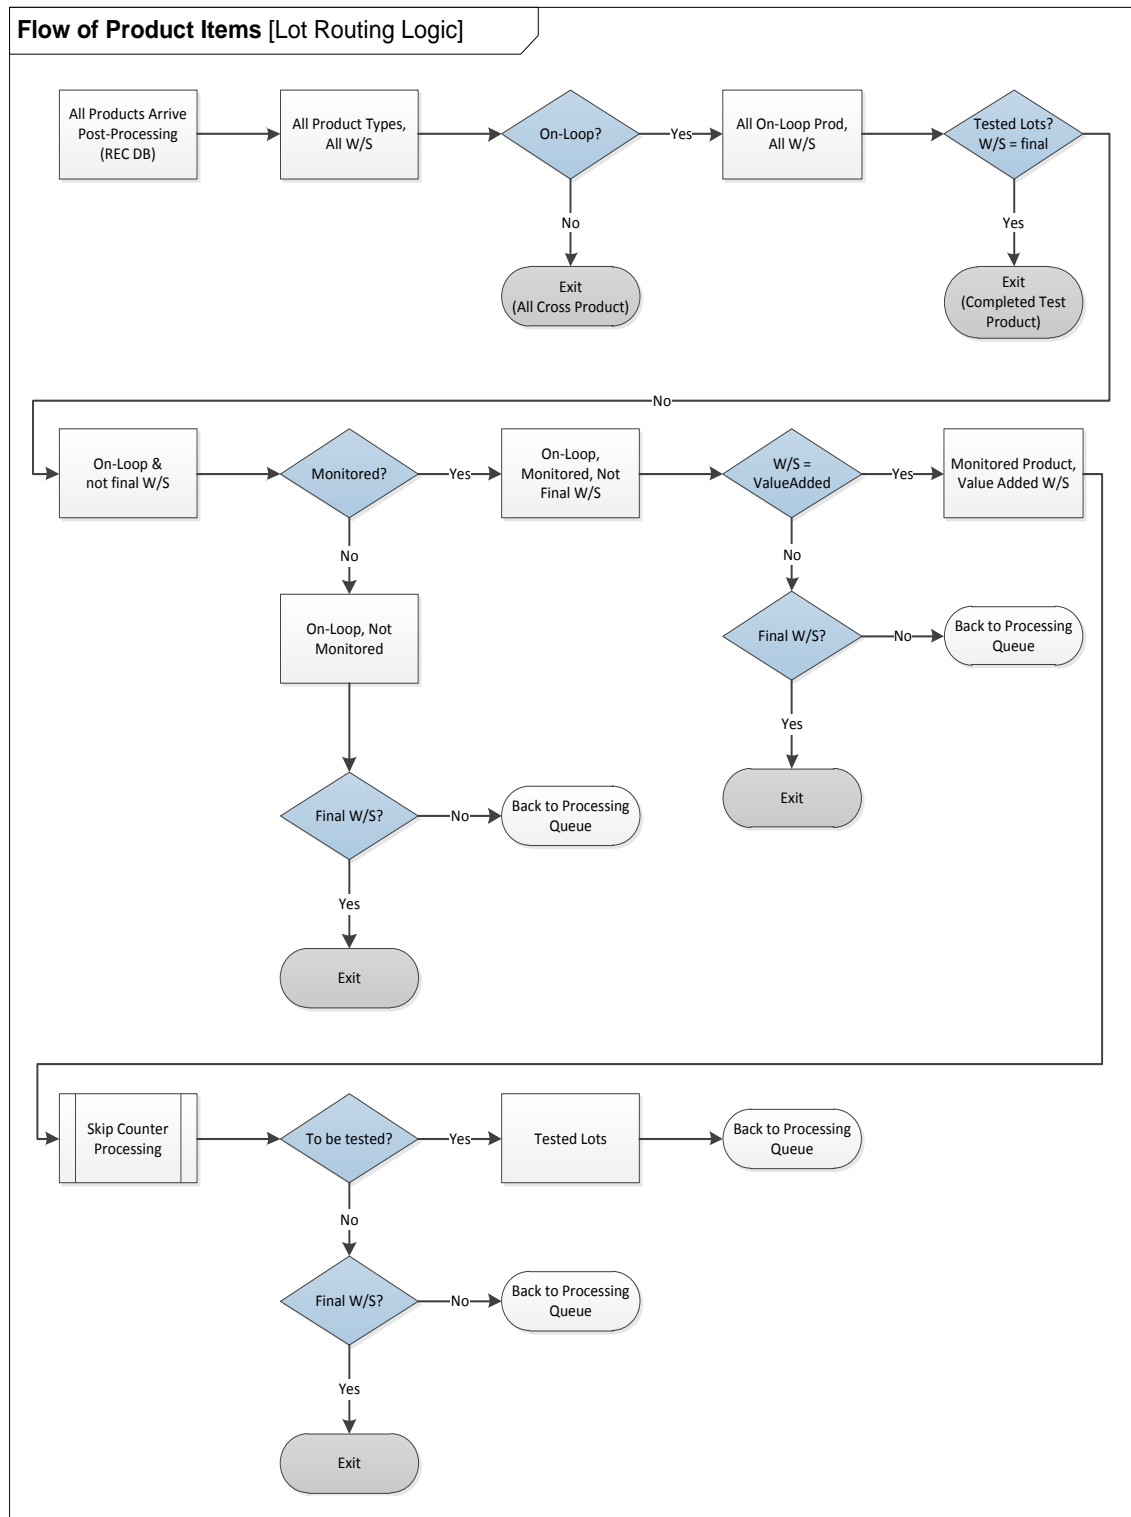 Flow of Product Items [Lot Routing Logic]
All Products Arrive
Post-Processing
(REC DB)
All Product Types,
All W/S
On-Loop?
Yes
All On-Loop Prod,
All W/S
Tested Lots?
W/S = final
No
Yes
Exit
(All Cross Product)
Exit
(Completed Test
Product)
No
On-Loop &
not final W/S
Monitored?
Yes
On-Loop,
Monitored, Not
Final W/S
W/S =
ValueAdded
Yes
Monitored Product,
Value Added W/S
No
No
On-Loop, Not
Monitored
Final W/S?
No
Back to Processing
Queue
Yes
Exit
Final W/S?
No
Back to Processing
Queue
Yes
Exit
Skip Counter
Processing
To be tested?
Yes
Tested Lots
Back to Processing
Queue
No
Final W/S?
No
Back to Processing
Queue
Yes
Exit